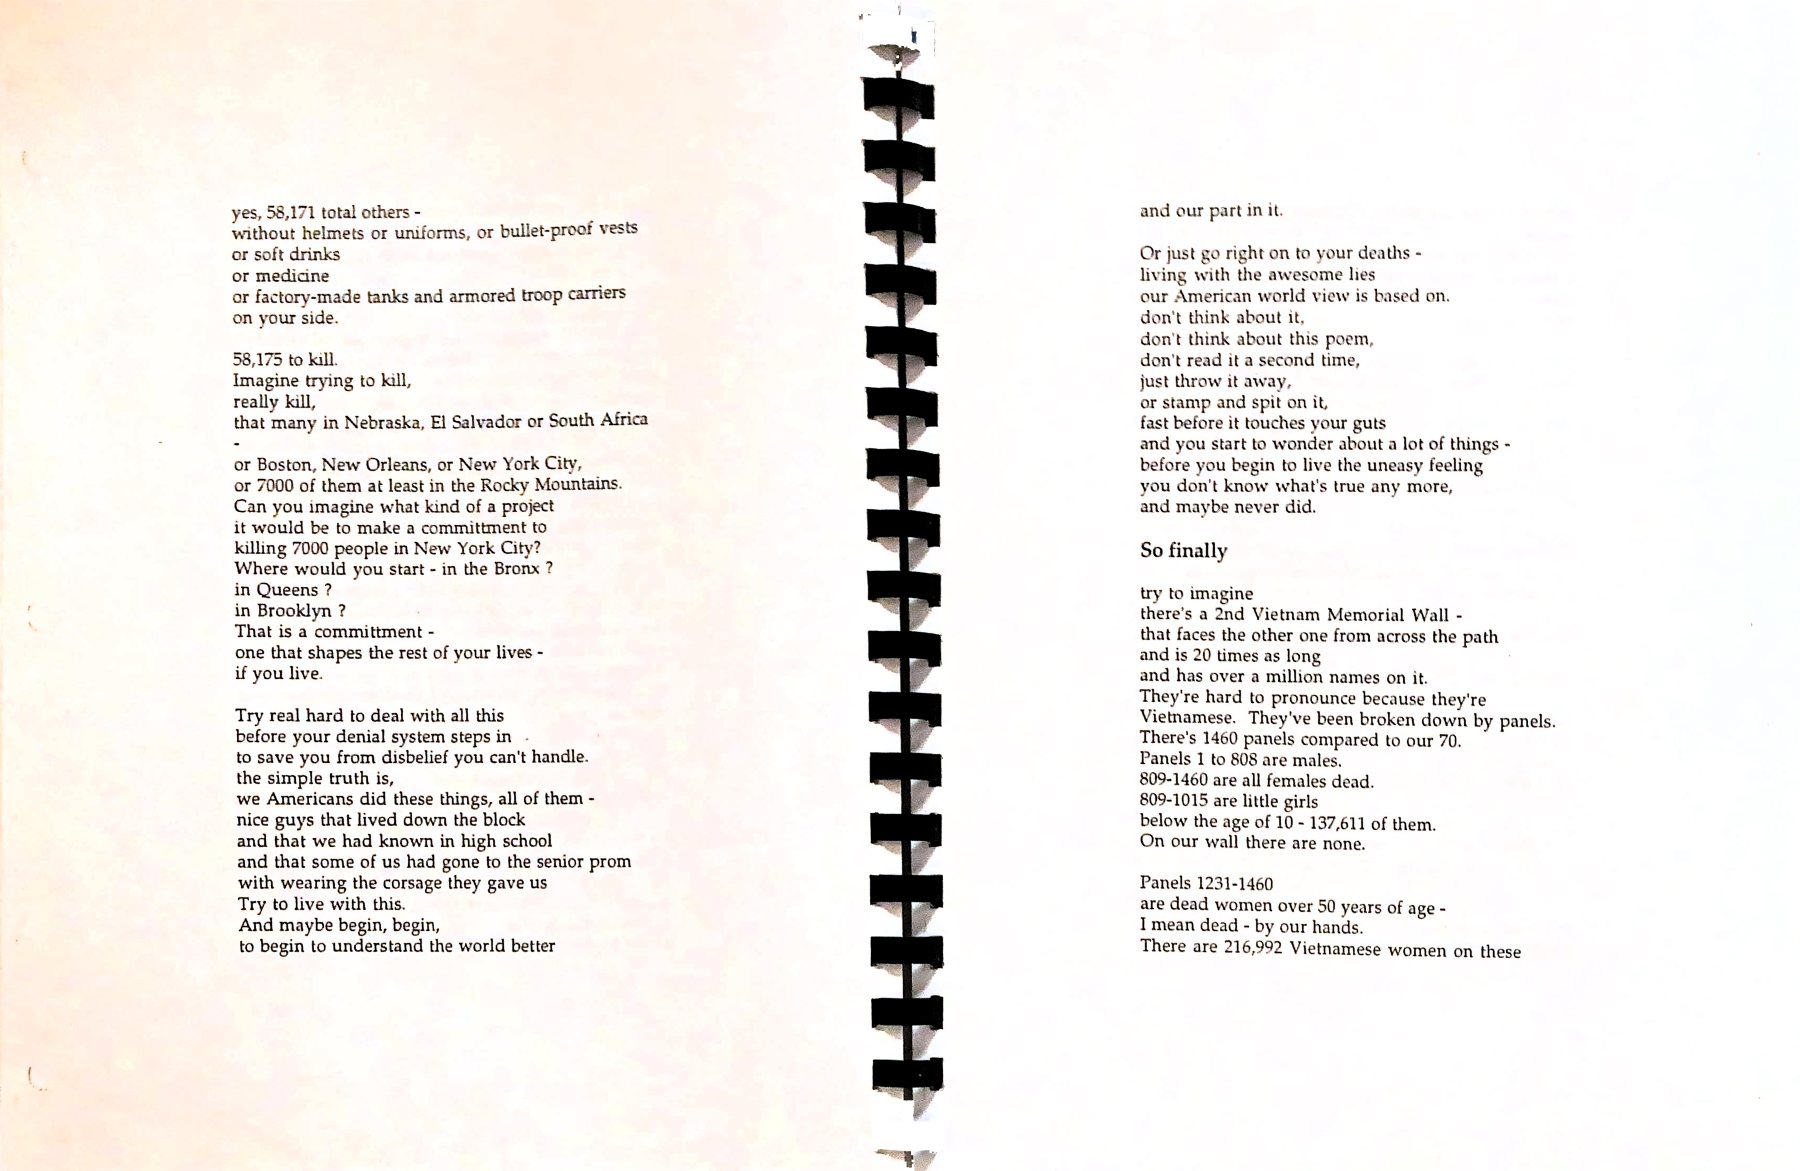 yes, 58,171 total others -
without helmets or uniforms, or bullet-proof vests
or soft drinks
or medicine
or factory-made tanks and armored troop carriers
on your side.
58,175 to kill.
Imagine trying to kill,
really kill,
that many in Nebraska, El Salvador or South Africa
-
or Boston, New Orleans, or New York City,
or 7000 of them at least in the Rocky Mountains.
Can you imagine what kind of a project
it would be to make a committment to
killing 7000 people in New York City?
Where would you start - in the Bronx ?
in Queens ?
in Brooklyn ?
That is a committment -
one that shapes the rest of your lives -
if you live.
Try real hard to deal with all this
before your denial system steps in
to save you from disbelief you can't handle.
the simple truth is,
we Americans did these things, all of them -
nice guys that lived down the block
and that we had known in high school
and that some of us had gone to the senior prom
with wearing the corsage they gave us
Try to live with this.
And maybe begin, begin,
to begin to understand the world better
and our part in it.
Or just go right on to your deaths -
living with the awesome lies
our American world view is based on.
don't think about it,
don't think about this poem,
don't read it a second time,
just throw it away,
or stamp and spit on it,
fast before it touches your guts
and you start to wonder about a lot of things -
before you begin to live the uneasy feeling
you don't know what's true any more,
and maybe never did.
So finally
try to imagine
there's a 2nd Vietnam Memorial Wall -
that faces the other one from across the path
and is 20 times as long
and has over a million names on it.
They're hard to pronounce because they're
Vietnamese. They've been broken down by panels.
There's 1460 panels compared to our 70.
Panels 1 to 808 are males.
809-1460 are all females dead.
809-1015 are little girls
below the age of 10 - 137,611 of them.
On our wall there are none.
Panels 1231-1460
are dead women over 50 years of age -
I mean dead - by our hands.
There are 216,992 Vietnamese women on these